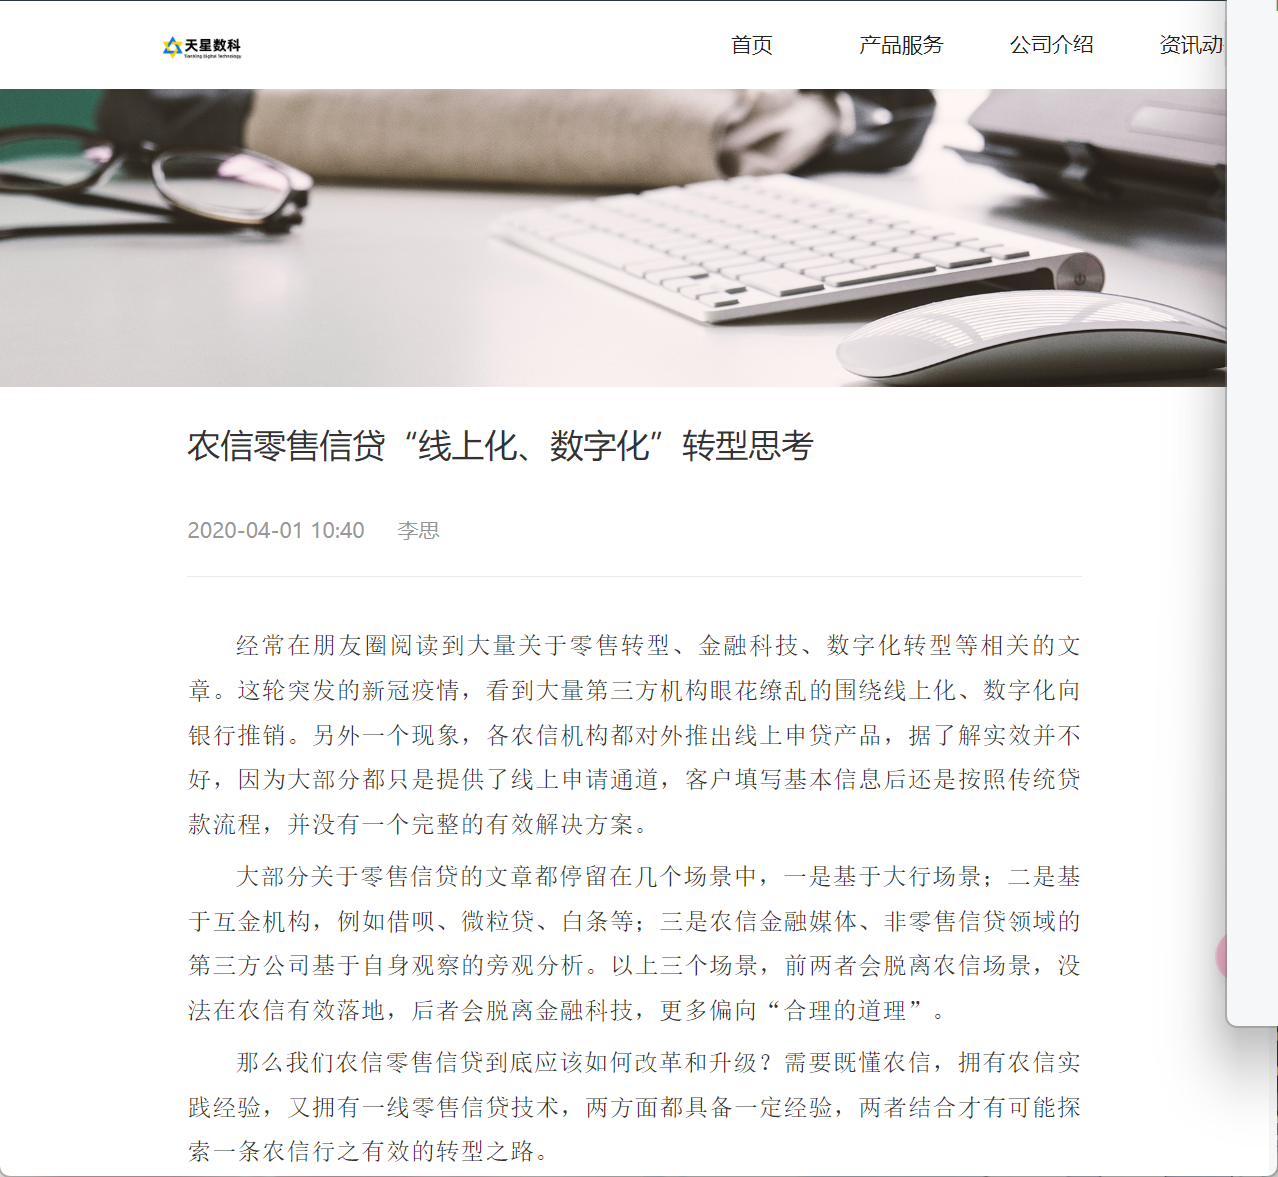 天星数科
Tianxing Digital Technology
首页 产品服务 公司介绍 资讯动
农信零售信贷“线上化、数字化”转型思考
2020-04-01 10:40 李思
经常在朋友圈阅读到大量关于零售转型、金融科技、数字化转型等相关的文
章。这轮突发的新冠疫情，看到大量第三方机构眼花缭乱的围绕线上化、数字化向
银行推销。另外一个现象，各农信机构都对外推出线上申贷产品，据了解实效并不
好，因为大部分都只是提供了线上申请通道，客户填写基本信息后还是按照传统贷
款流程，并没有一个完整的有效解决方案。
大部分关于零售信贷的文章都停留在几个场景中，一是基于大行场景；二是基
于互金机构，例如借呗、微粒贷、白条等；三是农信金融媒体、非零售信贷领域的
第三方公司基于自身观察的旁观分析。以上三个场景，前两者会脱离农信场景，没
法在农信有效落地，后者会脱离金融科技，更多偏向“合理的道理”。
那么我们农信零售信贷到底应该如何改革和升级？需要既懂农信，拥有农信实
践经验，又拥有一线零售信贷技术，两方面都具备一定经验，两者结合才有可能探
索一条农信行之有效的转型之路。